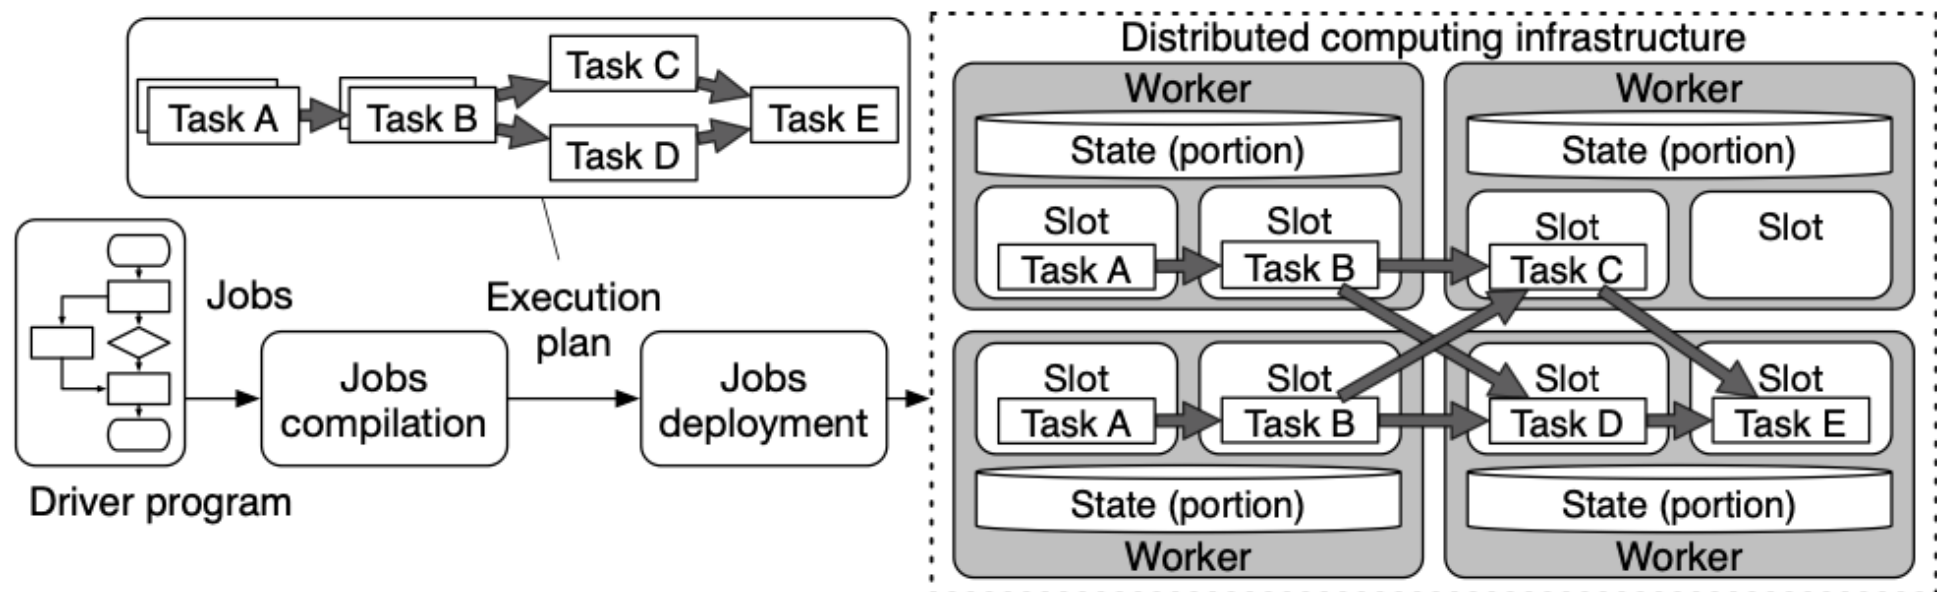 Task A
Task B
Task C
Task D
Task E
Driver program
Jobs
Jobs
compilation
Execution
plan
Jobs
deployment
Distributed computing infrastructure
Worker
State (portion)
Slot
Task A
Slot
Task B
Worker
State (portion)
Slot
Task C
Slot
Slot
Task A
Slot
Task B
State (portion)
Worker
Slot
Task D
Slot
Task E
State (portion)
Worker